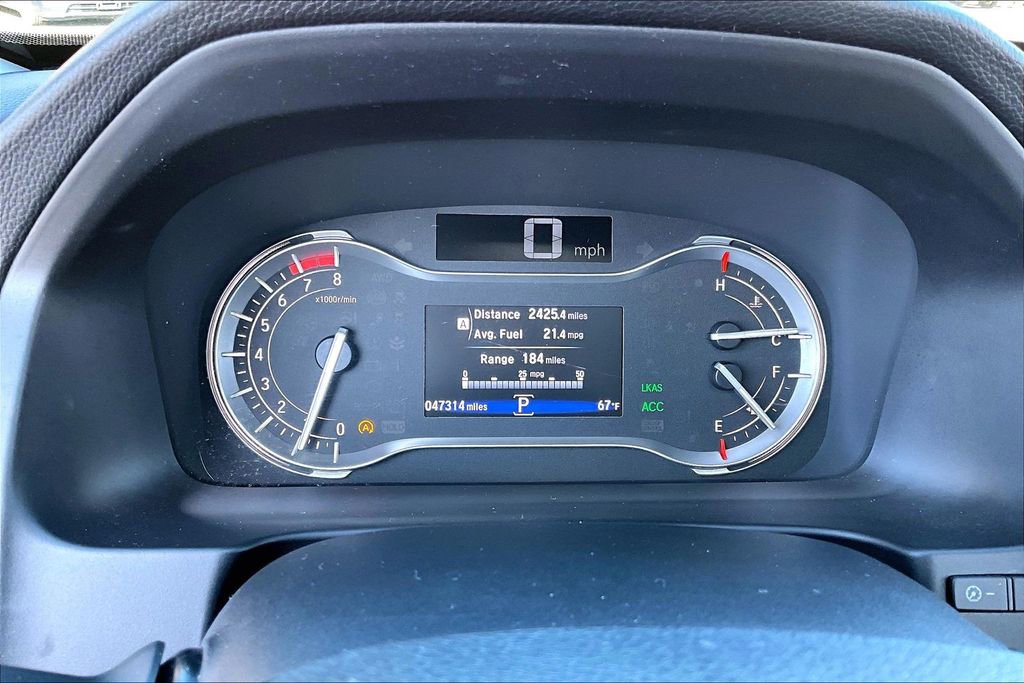 0 mph
8
7
6
x1000r/min
5
4
3
2
0
A
HOLD
A
Distance 2425.4 miles
Avg. Fuel 21.4 mpg
Range 184 miles
0 25 mpg 50
047314 miles P 67°F
LKAS
ACC
H
C
F
E